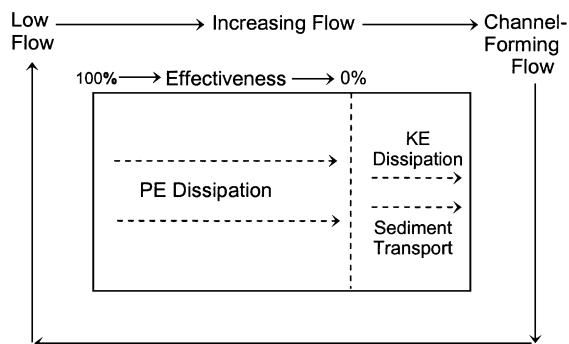 Low
Flow
Increasing Flow
Channel-
Forming
Flow
100% Effectiveness 0%
KE
Dissipation
PE Dissipation
Sediment
Transport